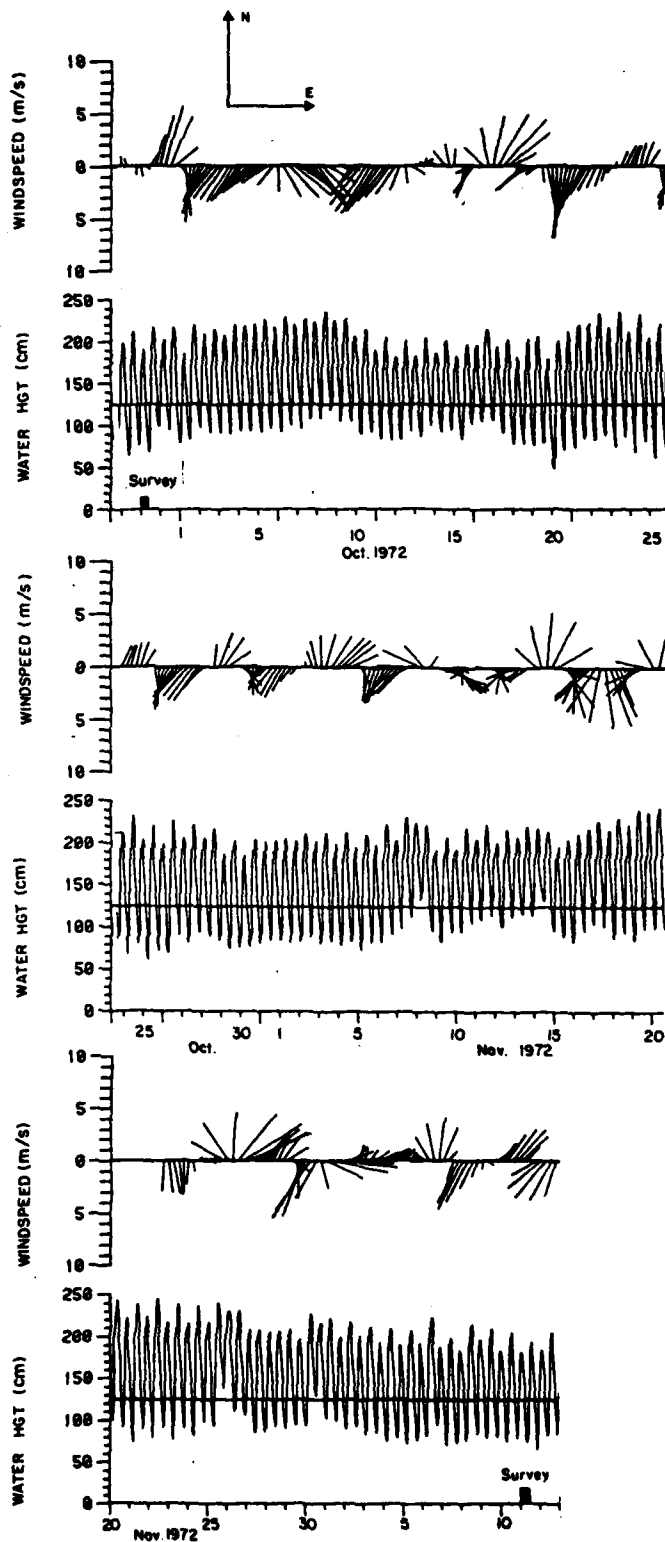 N
E
WINDSPEED (m/s)
10
5
0
5
10
WATER HGT (cm)
250
200
150
100
50
0
Survey
1 5 10 15 20 25
Oct. 1972
WINDSPEED (m/s)
10
5
0
5
10
WATER HGT (cm)
250
200
150
100
50
0
25 30 1 5 10 15 20
Oct. Nov. 1972
WINDSPEED (m/s)
10
5
0
5
10
WATER HGT (cm)
250
200
150
100
50
0
Survey
20 25 30 5 10
Nov. 1972